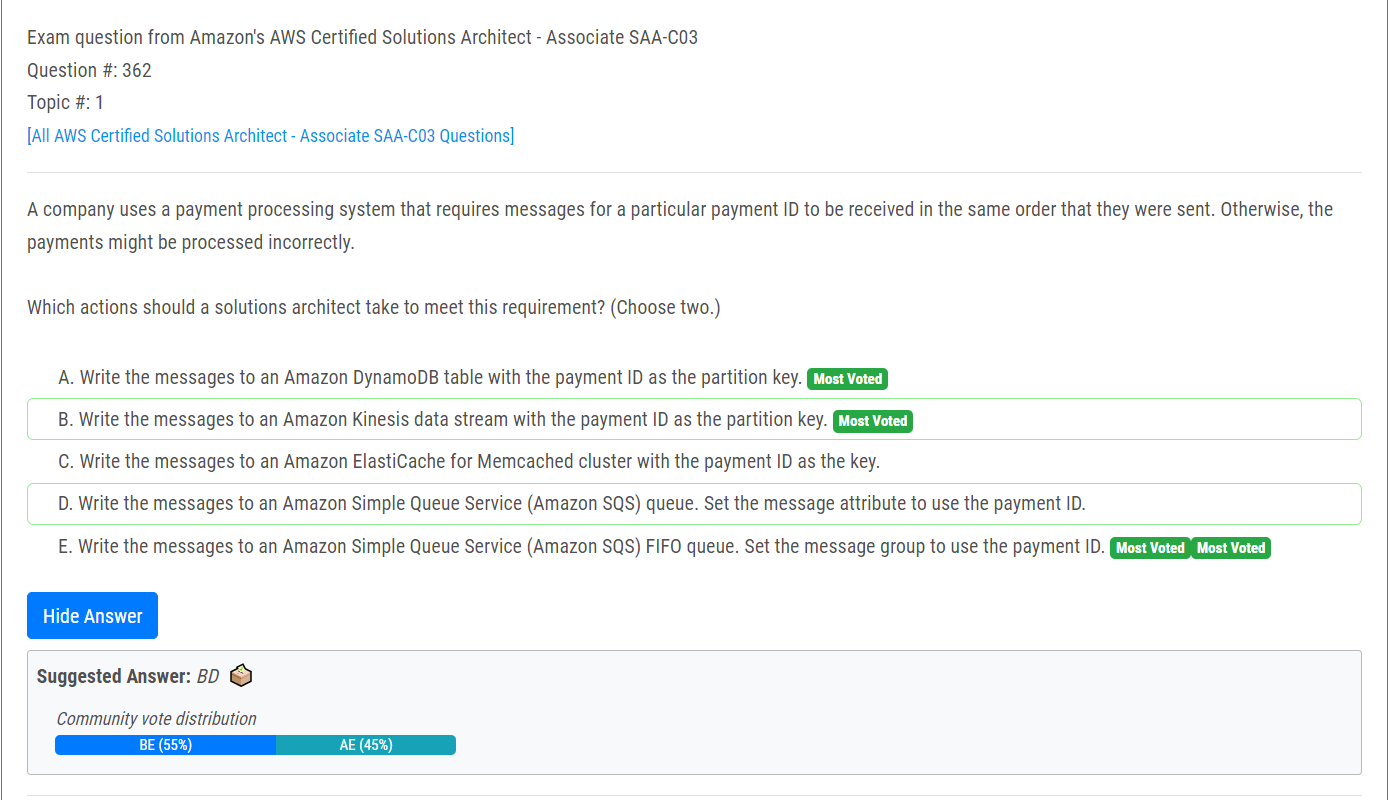 Exam question from Amazon's AWS Certified Solutions Architect - Associate SAA-C03
Question #: 362
Topic #: 1
[All AWS Certified Solutions Architect - Associate SAA-C03 Questions]
A company uses a payment processing system that requires messages for a particular payment ID to be received in the same order that they were sent. Otherwise, the
payments might be processed incorrectly.
Which actions should a solutions architect take to meet this requirement? (Choose two.)
A. Write the messages to an Amazon DynamoDB table with the payment ID as the partition key. Most Voted
B. Write the messages to an Amazon Kinesis data stream with the payment ID as the partition key. Most Voted
C. Write the messages to an Amazon ElastiCache for Memcached cluster with the payment ID as the key.
D. Write the messages to an Amazon Simple Queue Service (Amazon SQS) queue. Set the message attribute to use the payment ID.
E. Write the messages to an Amazon Simple Queue Service (Amazon SQS) FIFO queue. Set the message group to use the payment ID. Most Voted Most Voted
Hide Answer
Suggested Answer: BD
Community vote distribution
BE (55%) AE (45%)